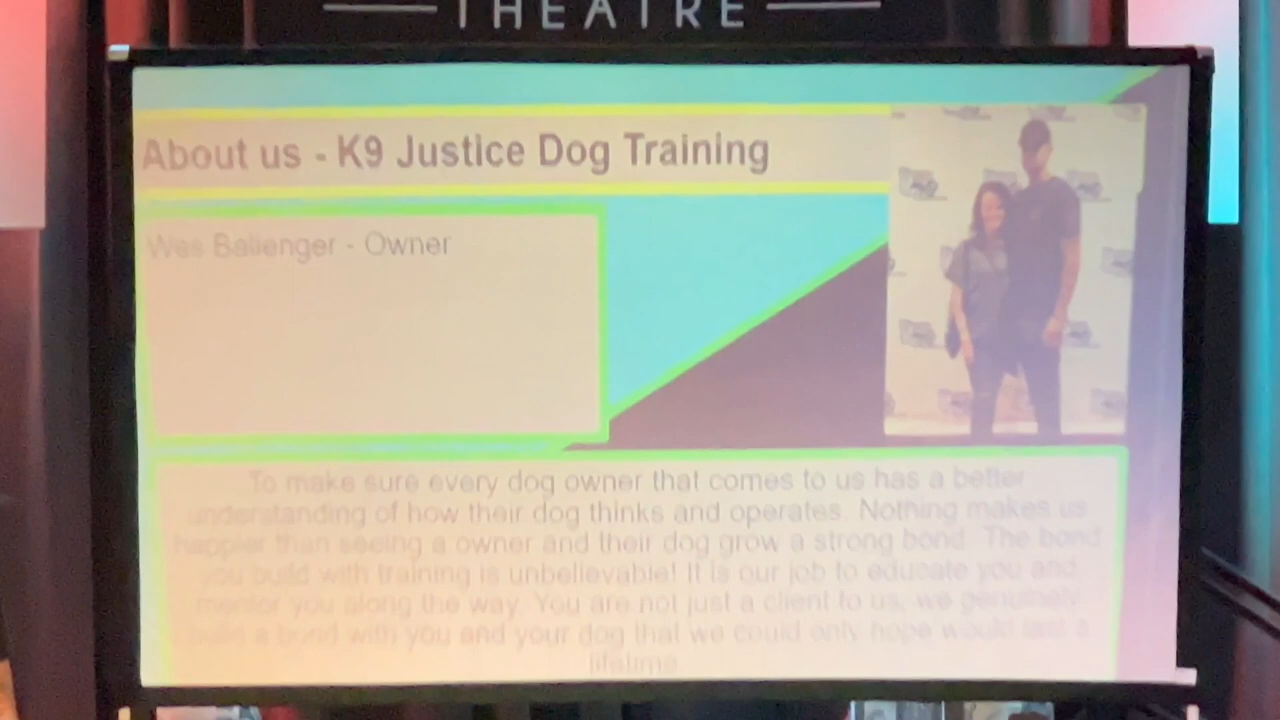 THEATRE
About us - K9 Justice Dog Training
Wes Ballenger - Owner
To make sure every dog owner that comes to us has a better
understanding of how their dog thinks and operates. Nothing makes us
happier than seeing a owner and their dog grow a strong bond. The bond
you build with training is unbelievable! It is our job to educate you and
mentor you along the way. You are not just a client to us, we genuinely
build a bond with you and your dog that we could only hope would last a
lifetime.